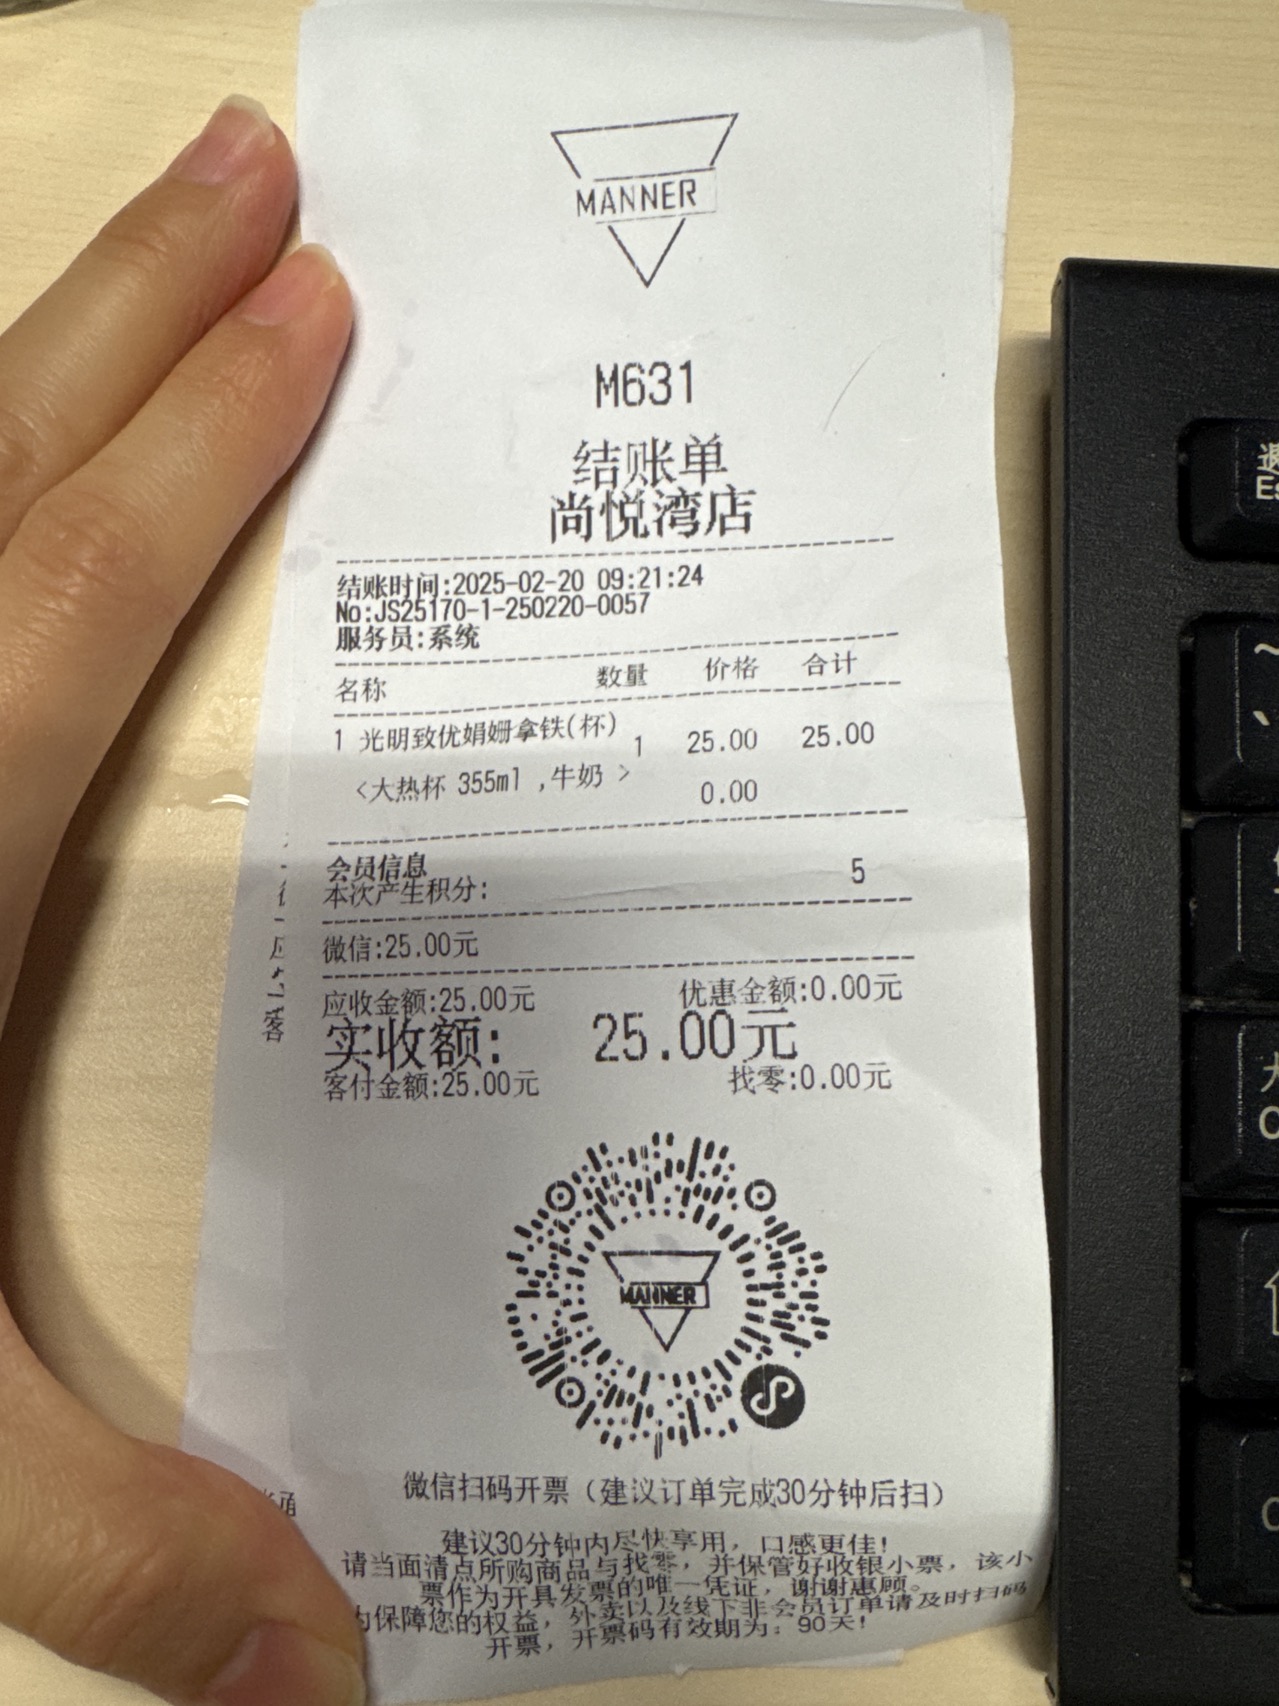 MANNER
M631
结账单
尚悦湾店
结账时间:2025-02-20 09:21:24
No:JS25170-1-250220-0057
服务员:系统
名称 数量 价格 合计
1 光明致优娟姗拿铁(杯) 1 25.00 25.00
<大热杯 355ml ,牛奶 > 0.00
会员信息
本次产生积分: 5
微信:25.00元
应收金额:25.00元 优惠金额:0.00元
实收额: 25.00元
客付金额:25.00元 找零:0.00元
MANNER
微信扫码开票（建议订单完成30分钟后扫）
建议30分钟内尽快享用，口感更佳!
请当面清点所购商品与找零，并保管好收银小票，该小
票作为开具发票的唯一凭证，谢谢惠顾。
为保障您的权益，外卖以及线下非会员订单请及时扫码
开票，开票码有效期为：90天!
Es
客